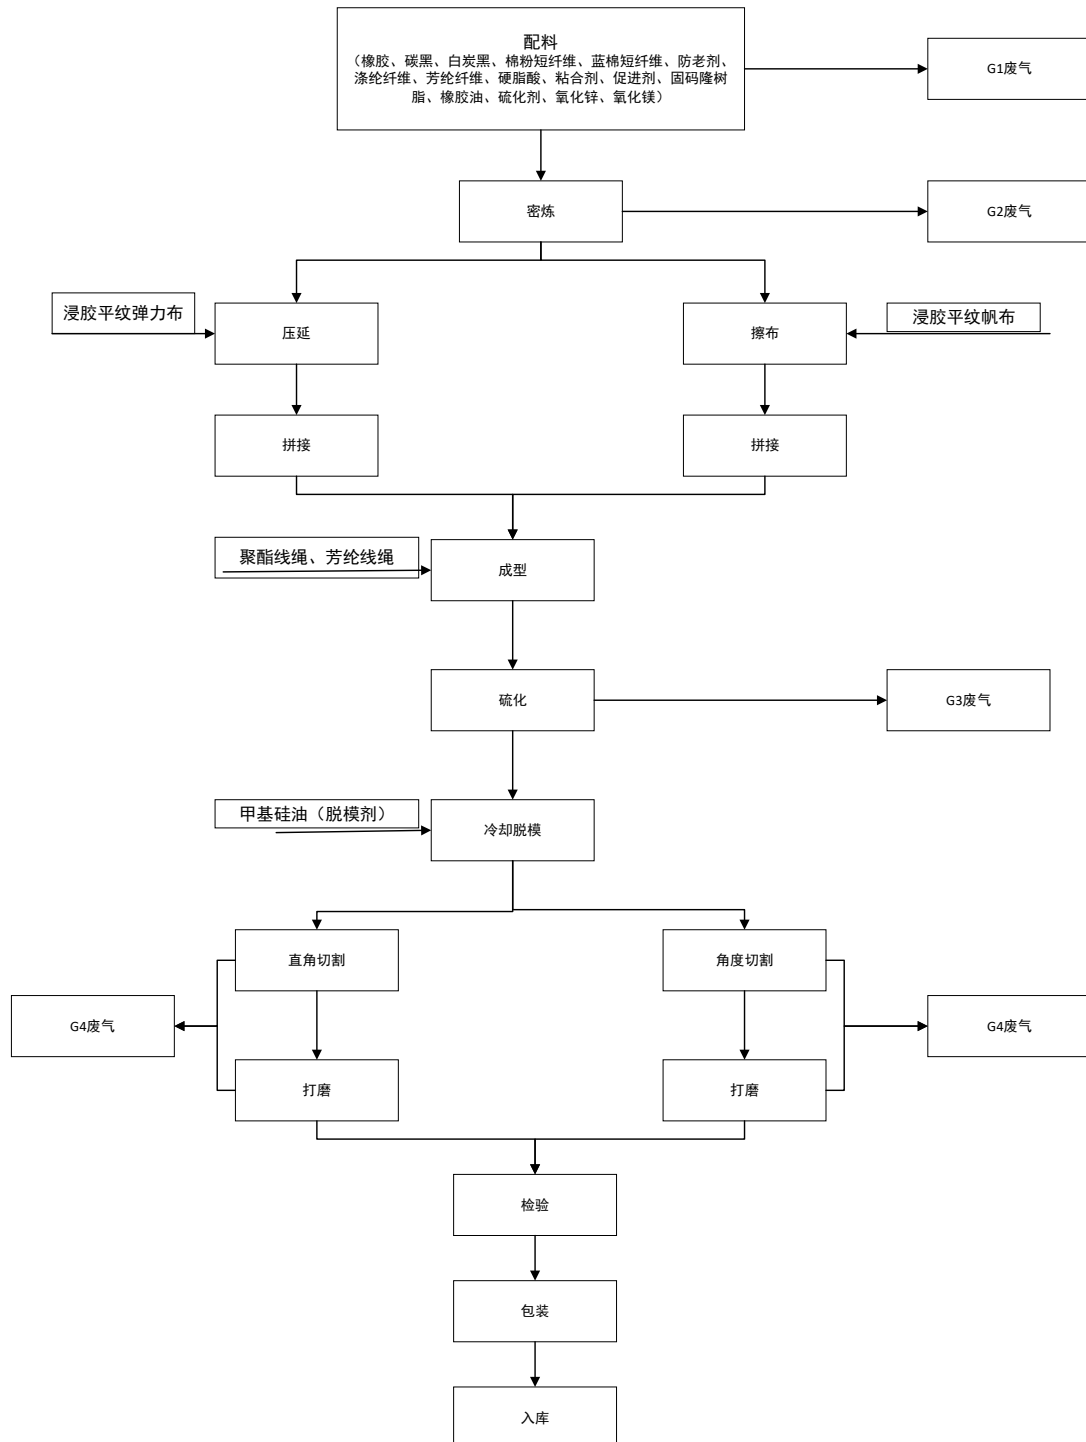 配料
（橡胶、碳黑、白炭黑、棉粉短纤维、蓝棉短纤维、防老剂、
涤纶纤维、芳纶纤维、硬脂酸、粘合剂、促进剂、固码隆树
脂、橡胶油、硫化剂、氧化锌、氧化镁）
G1废气
密炼
G2废气
浸胶平纹弹力布
压延
擦布
浸胶平纹帆布
拼接
拼接
聚酯线绳、芳纶线绳
成型
硫化
G3废气
甲基硅油（脱模剂）
冷却脱模
直角切割
角度切割
G4废气
G4废气
打磨
打磨
检验
包装
入库